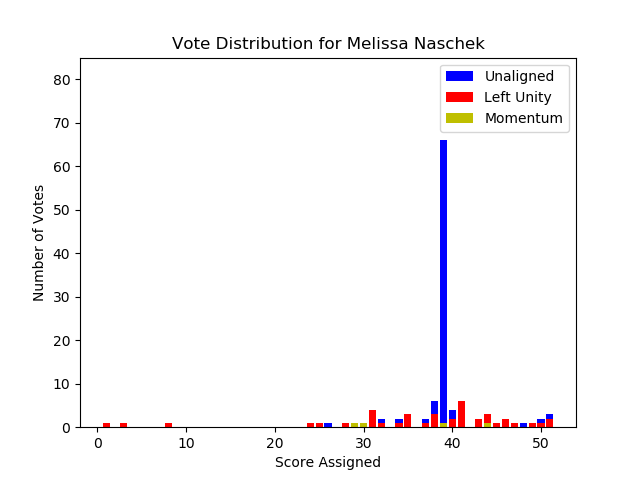 Vote Distribution for Melissa Naschek
Unaligned
Left Unity
Momentum
80
70
60
50
40
30
20
10
0
Number of Votes
0 10 20 30 40 50
Score Assigned